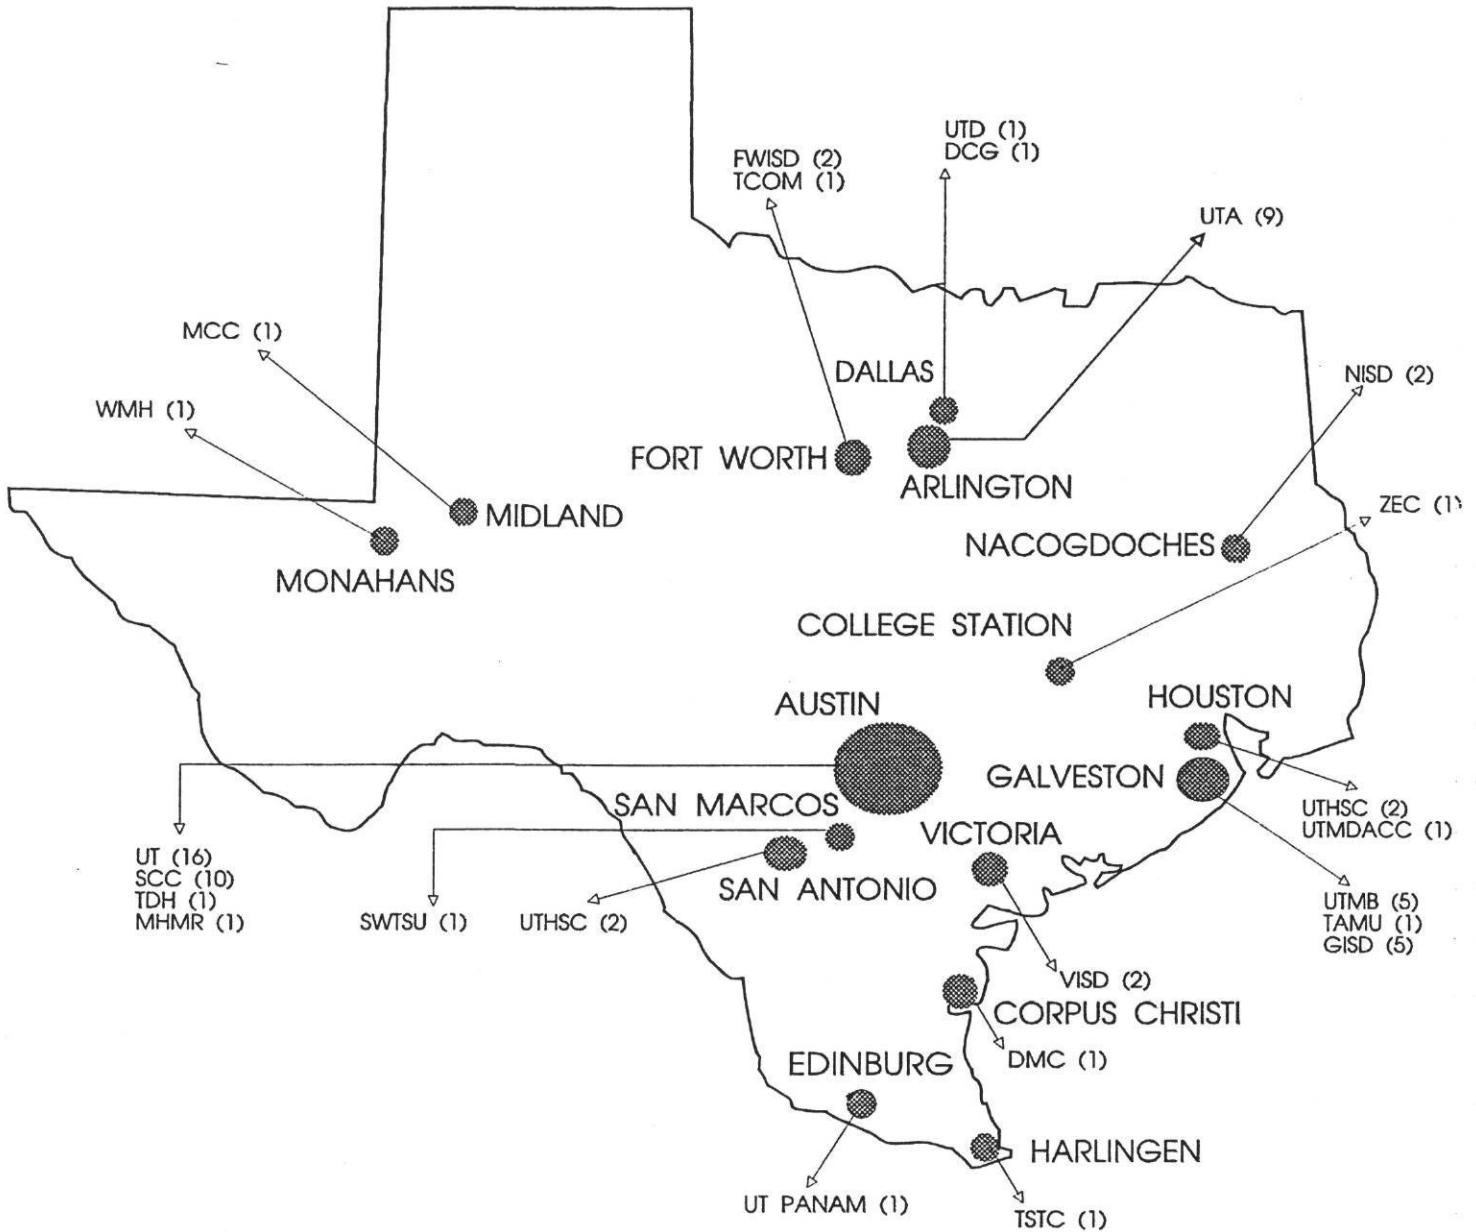 UTD (1)
DCG (1)
FWISD (2)
TCOM (1)
UTA (9)
MCC (1)
DALLAS
NISD (2)
WMH (1)
FORT WORTH
ARLINGTON
MIDLAND
ZEC (1)
NACOGDOCHES
MONAHANS
COLLEGE STATION
HOUSTON
AUSTIN
GALVESTON
SAN MARCOS
UTHSC (2)
UTMDACC (1)
VICTORIA
UT (16)
SCC (10)
TDH (1)
MHMR (1)
SAN ANTONIO
SWTSU (1)
UTHSC (2)
UTMB (5)
TAMU (1)
GISD (5)
VISD (2)
CORPUS CHRISTI
EDINBURG
DMC (1)
HARLINGEN
UT PANAM (1)
TSTC (1)